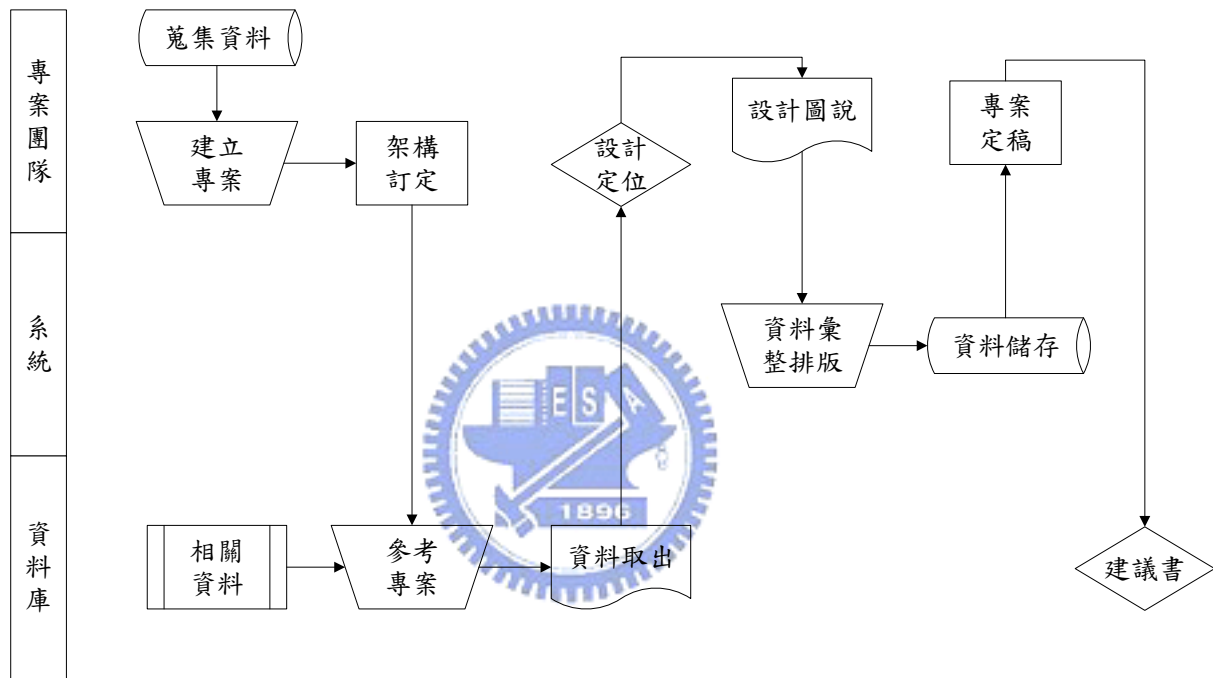 專案團隊
系統
資料庫
蒐集資料
建立
專案
架構
訂定
設計
定位
設計圖說
專案
定稿
資料彙
整排版
資料儲存
相關
資料
參考
專案
資料取出
建議書
ESA
1896